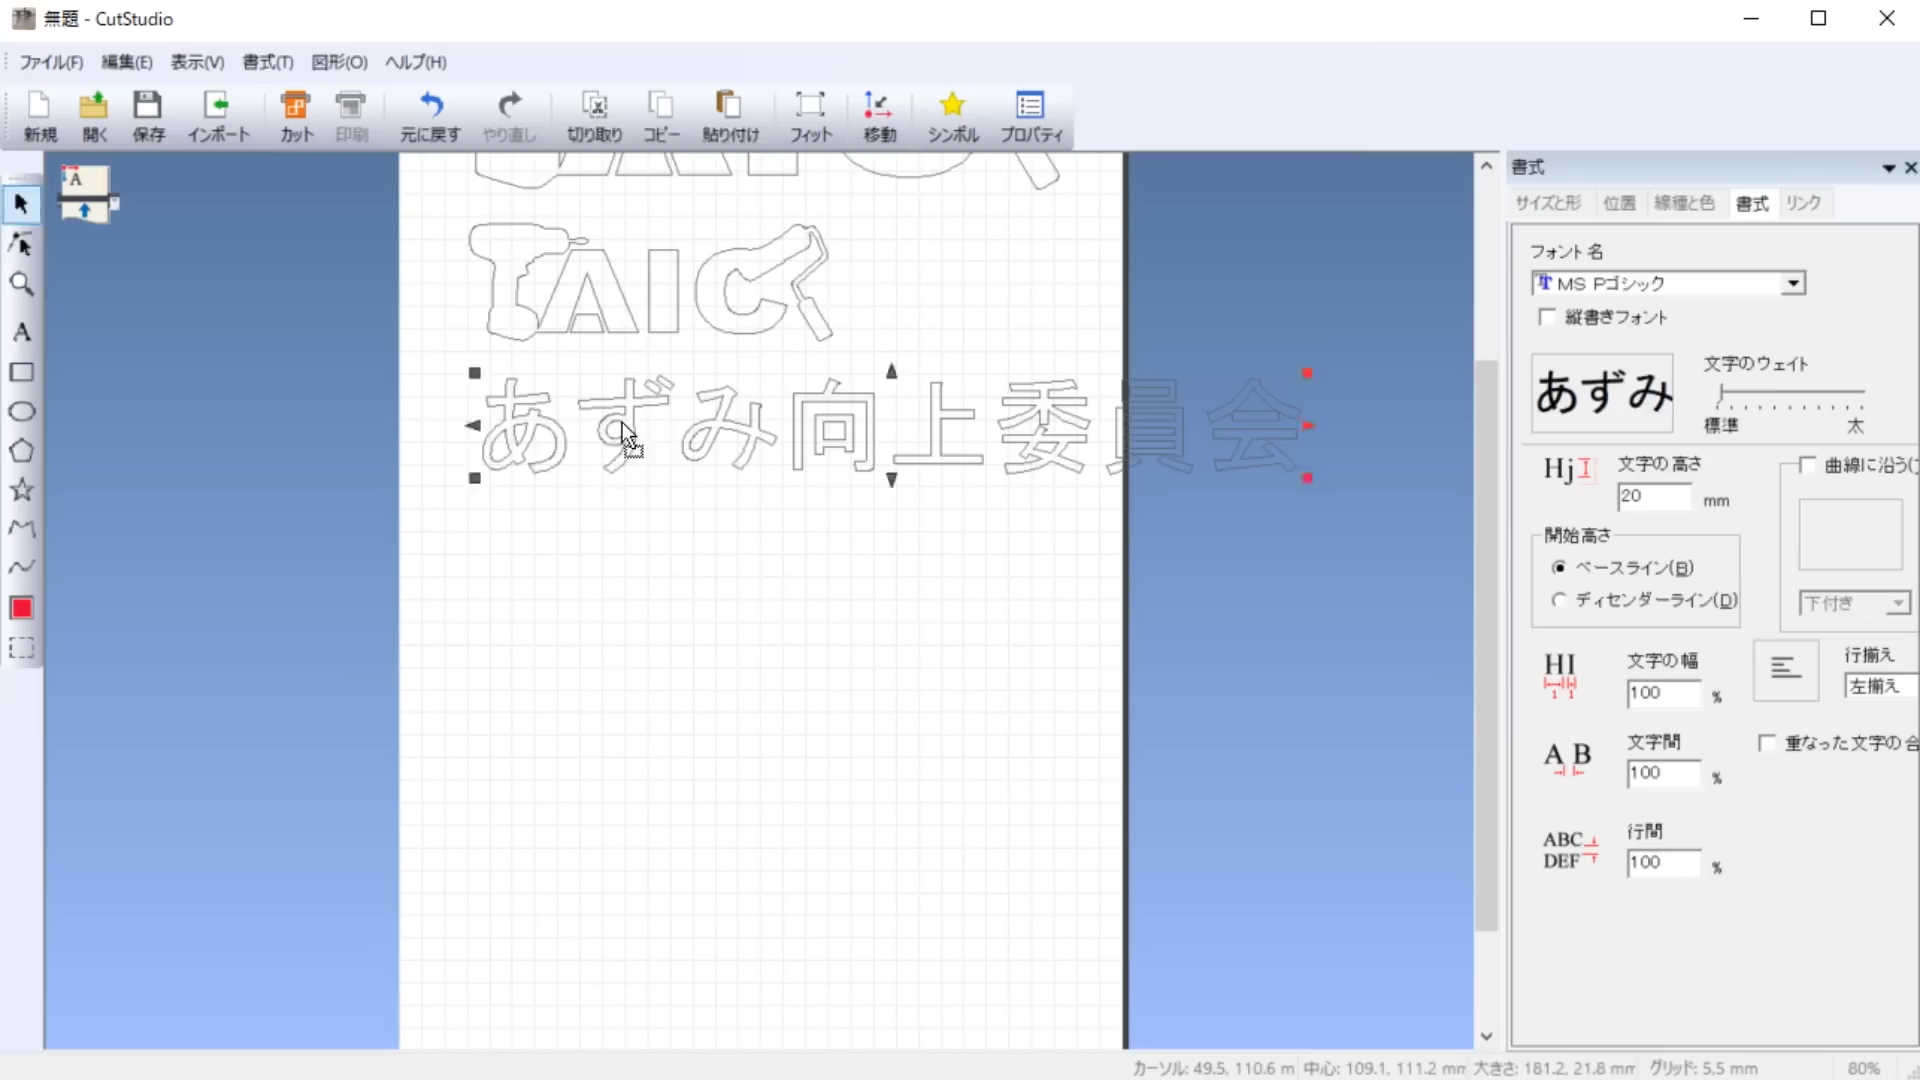 無題 - CutStudio
ファイル(F) 編集(E) 表示(V) 書式(T) 図形(O) ヘルプ(H)
新規 開く 保存 インポート カット 印刷 元に戻す やり直し 切り取り コピー 貼り付け フィット 移動 シンボル プロパティ
A
A
TAIC
あずみ向上委員会
書式
サイズと形 位置 線種と色 書式 リンク
フォント名
MS Pゴシック
縦書きフォント
あずみ
文字のウェイト
標準 太
Hj 文字の高さ
20 mm
曲線に沿う(
開始高さ
ベースライン(B)
ディセンダーライン(D)
下付き
HI
1 1
文字の幅
100 %
行揃え
左揃え
A B
文字間
100 %
重なった文字の合
ABC
DEF
行間
100 %
カーソル: 49.5, 110.6 m 中心: 109.1, 111.2 mm 大きさ: 181.2, 21.8 mm グリッド: 5.5 mm 80%